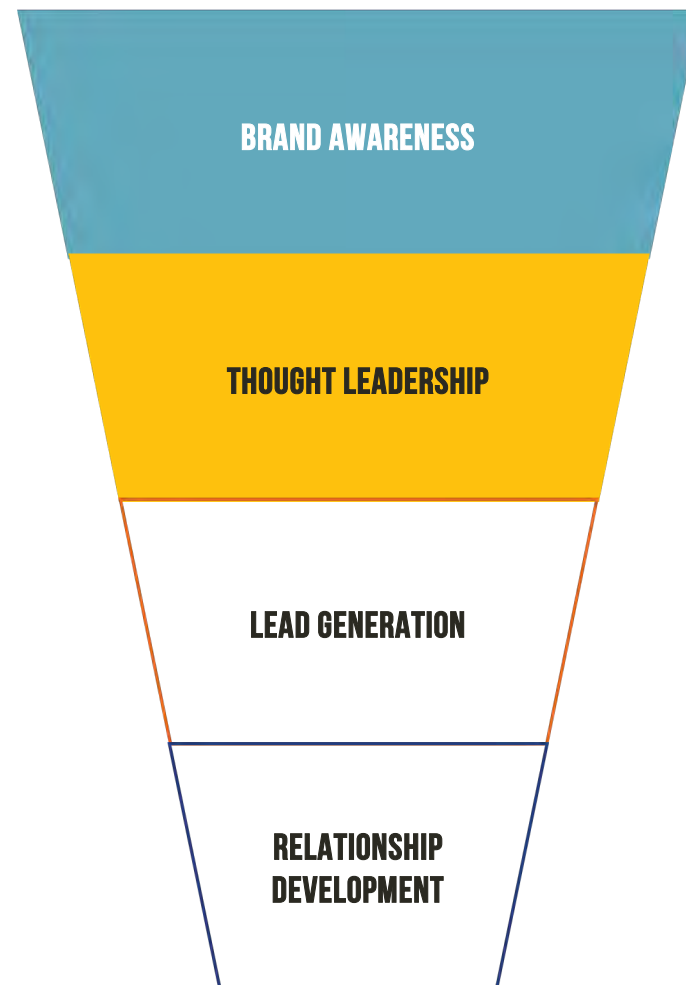 BRAND AWARENESS
THOUGHT LEADERSHIP
LEAD GENERATION
RELATIONSHIP
DEVELOPMENT